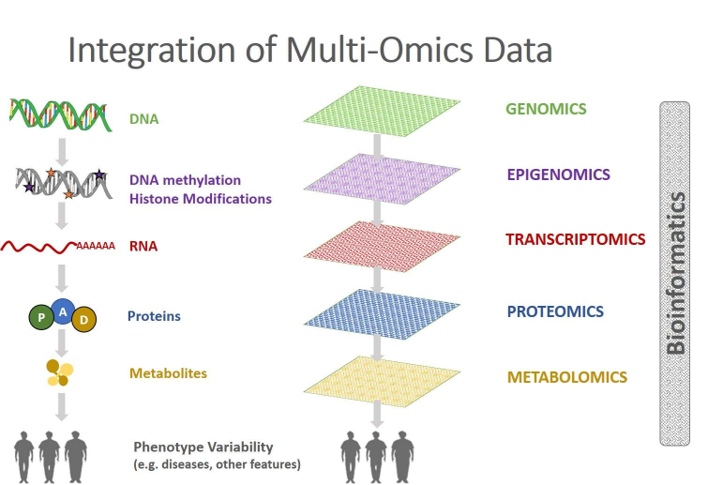 Integration of Multi-Omics Data
DNA
GENOMICS
DNA methylation
Histone Modifications
EPIGENOMICS
AAAAAA
RNA
TRANSCRIPTOMICS
P A D
Proteins
PROTEOMICS
Metabolites
METABOLOMICS
Phenotype Variability
(e.g. diseases, other features)
Bioinformatics